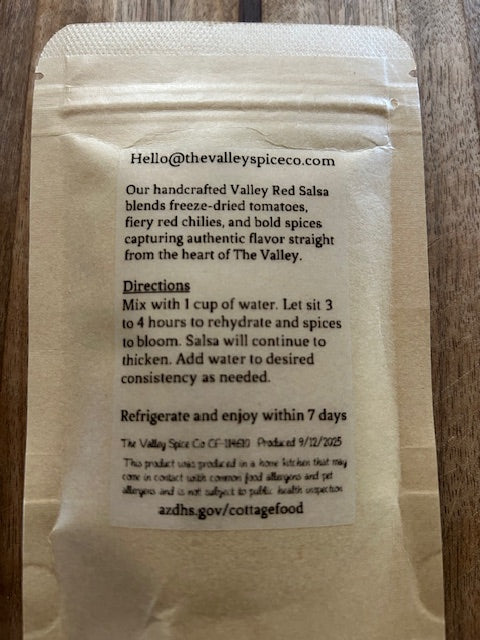 Hello@thevalleyspiceco.com
Our handcrafted Valley Red Salsa
blends freeze-dried tomatoes,
fiery red chilies, and bold spices
capturing authentic flavor straight
from the heart of The Valley.
Directions
Mix with 1 cup of water. Let sit 3
to 4 hours to rehydrate and spices
to bloom. Salsa will continue to
thicken. Add water to desired
consistency as needed.
Refrigerate and enjoy within 7 days
The Valley Spice Co Produced 9/12/2025
This product was produced in a home kitchen that may
come in contact with common food allergens and pet
allergens and is not subject to public health inspection
azdhs.gov/cottagefood